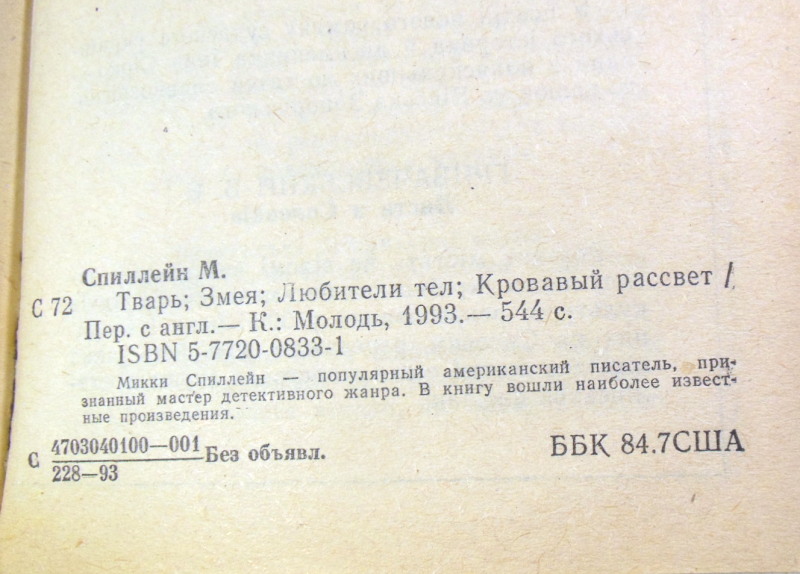 Спиллейн М.
С 72 Тварь; Змея; Любители тел; Кровавый рассвет /
Пер. с англ.— К.: Молодь, 1993.— 544 с.
ISBN 5-7720-0833-1
Микки Спиллейн — популярный американский писатель, при-
знанный мастер детективного жанра. В книгу вошли наиболее извест-
ные произведения.
С 4703040100—001 Без объявл.
228—93
ББК 84.7США